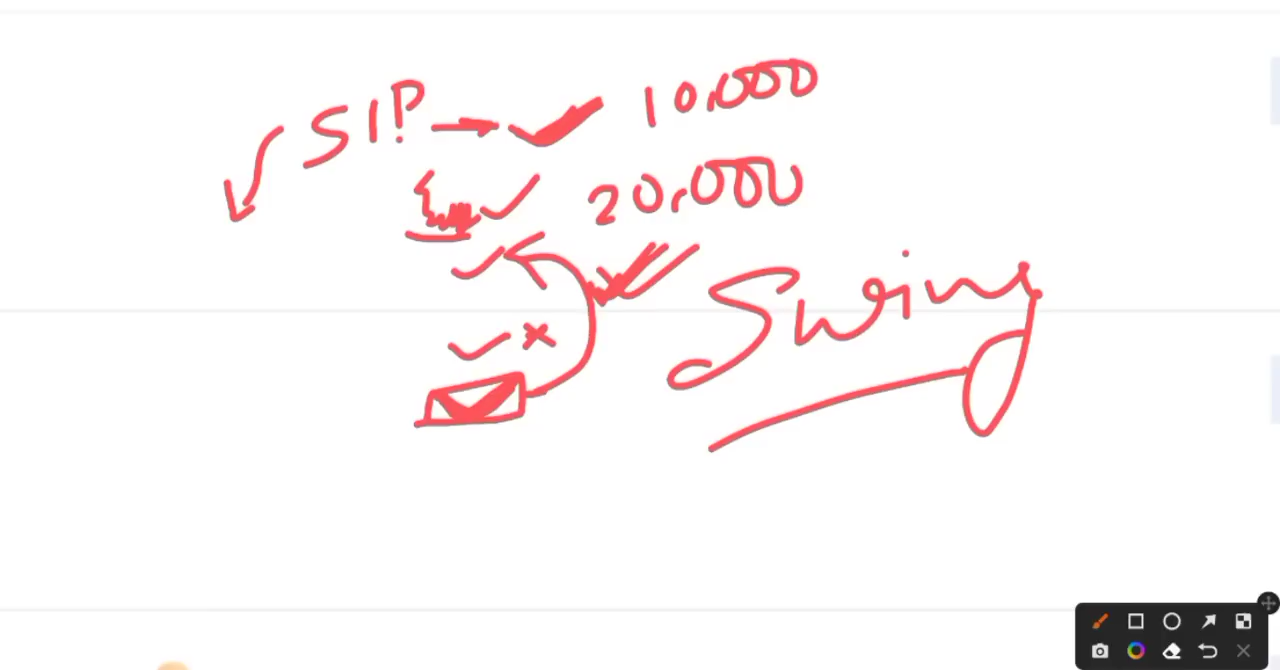 SIP → ✓ 10,000
✓ 20,000
✓
Swing
✓ ×